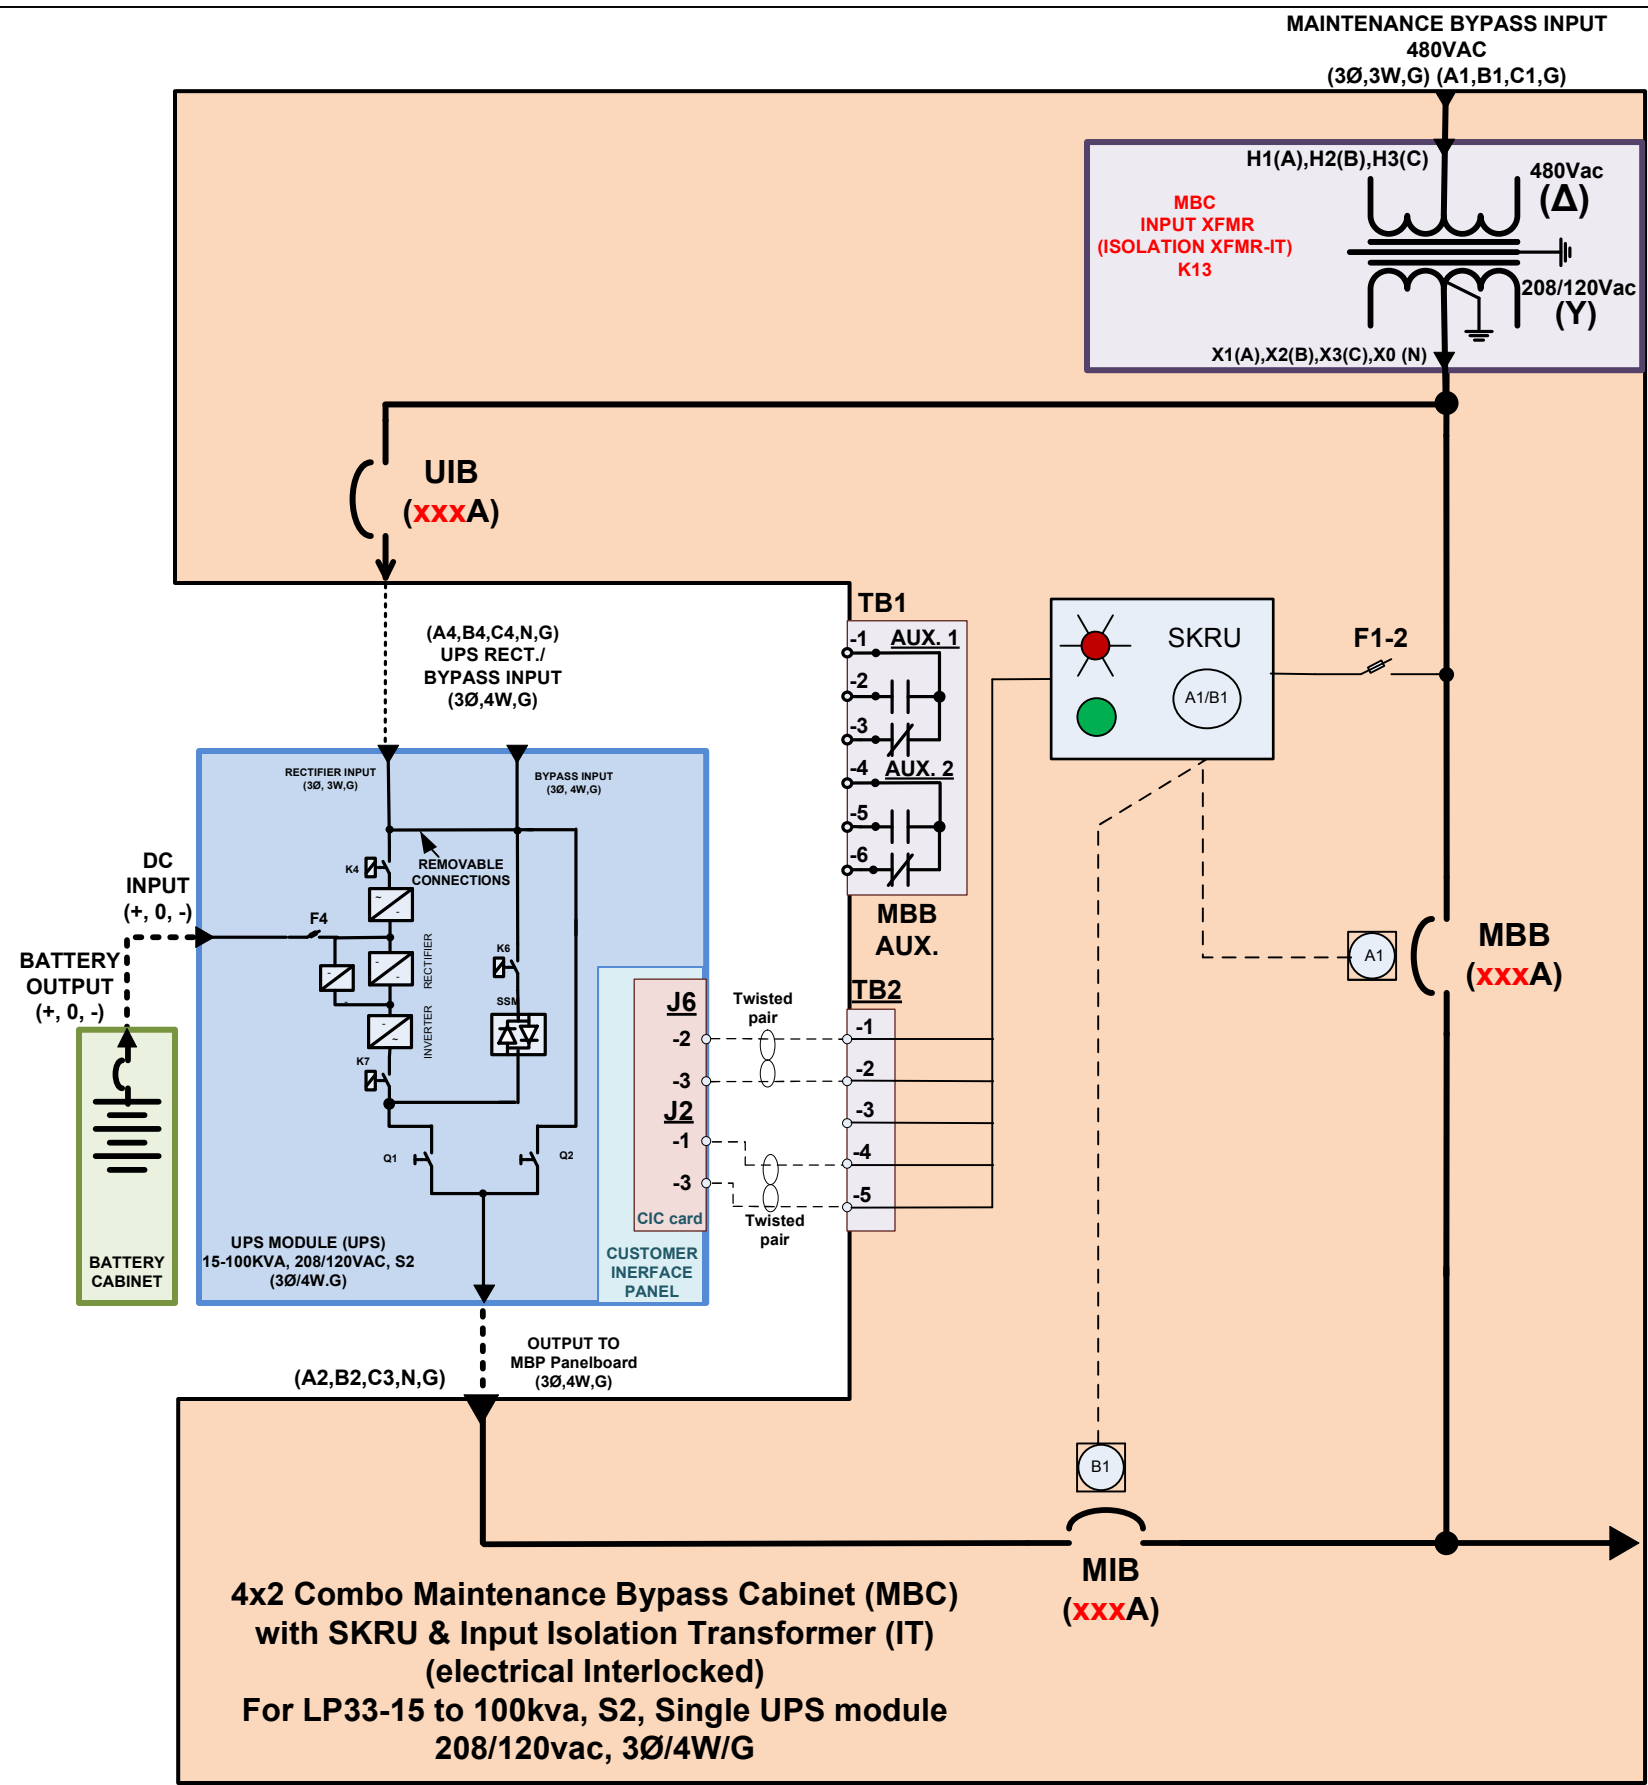 MAINTENANCE BYPASS INPUT
480VAC
(3Ø,3W,G) (A1,B1,C1,G)
H1(A),H2(B),H3(C)
480Vac
(Δ)
MBC
INPUT XFMR
(ISOLATION XFMR-IT)
K13
208/120Vac
(Y)
X1(A),X2(B),X3(C),X0 (N)
UIB
(xxxA)
(A4,B4,C4,N,G)
UPS RECT./
BYPASS INPUT
(3Ø,4W,G)
TB1
-1 AUX. 1
-2
-3
-4 AUX. 2
-5
-6
MBB
AUX.
SKRU
A1/B1
F1-2
RECTIFIER INPUT
(3Ø, 3W,G)
BYPASS INPUT
(3Ø, 4W,G)
REMOVABLE
CONNECTIONS
K4
DC
INPUT
(+, 0, -)
F4
BATTERY
OUTPUT
(+, 0, -)
RECTIFIER
INVERTER
K6
SSM
K7
Q1
Q2
A1
MBB
(xxxA)
J6
-2
-3
J2
-1
-3
CIC card
Twisted
pair
TB2
-1
-2
-3
-4
-5
Twisted
pair
CUSTOMER
INERFACE
PANEL
UPS MODULE (UPS)
15-100KVA, 208/120VAC, S2
(3Ø/4W.G)
BATTERY
CABINET
OUTPUT TO
MBP Panelboard
(3Ø,4W,G)
(A2,B2,C3,N,G)
B1
MIB
(xxxA)
4x2 Combo Maintenance Bypass Cabinet (MBC)
with SKRU & Input Isolation Transformer (IT)
(electrical Interlocked)
For LP33-15 to 100kva, S2, Single UPS module
208/120vac, 3Ø/4W/G